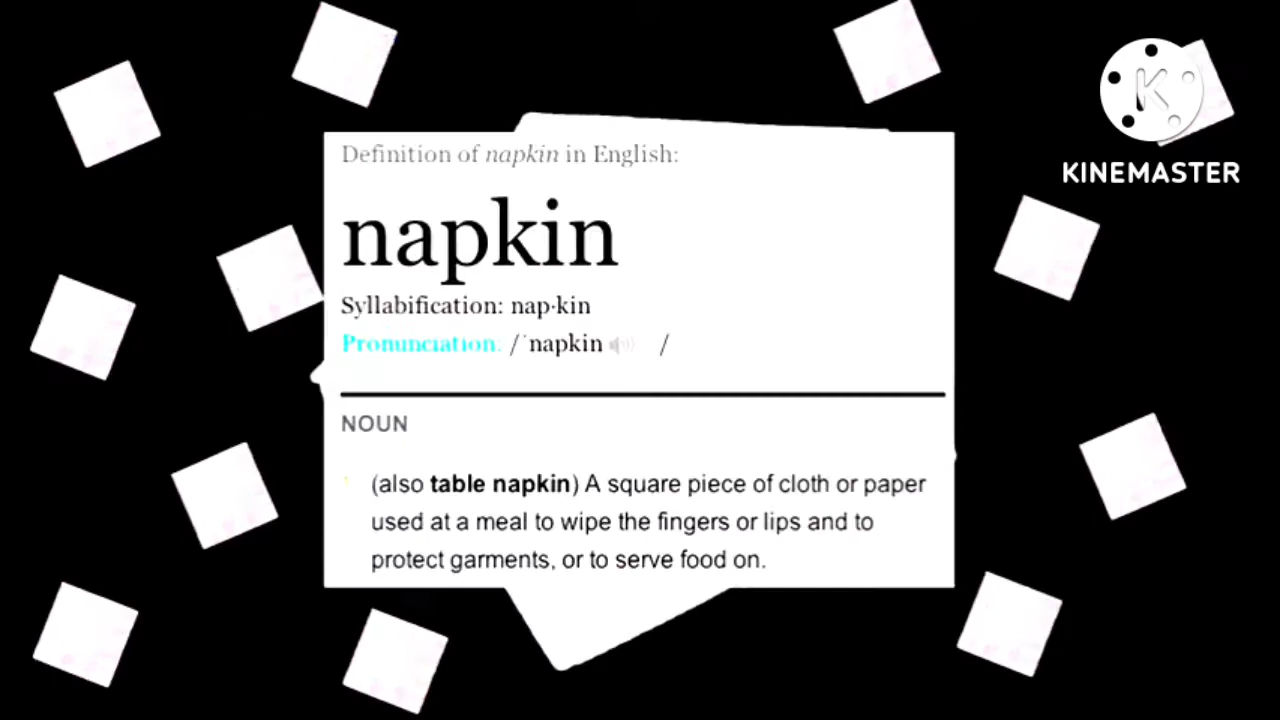 Definition of napkin in English:
napkin
KINEMASTER
Syllabification: nap·kin
Pronunciation: /ˈnapkin /
NOUN
(also table napkin) A square piece of cloth or paper
used at a meal to wipe the fingers or lips and to
protect garments, or to serve food on.